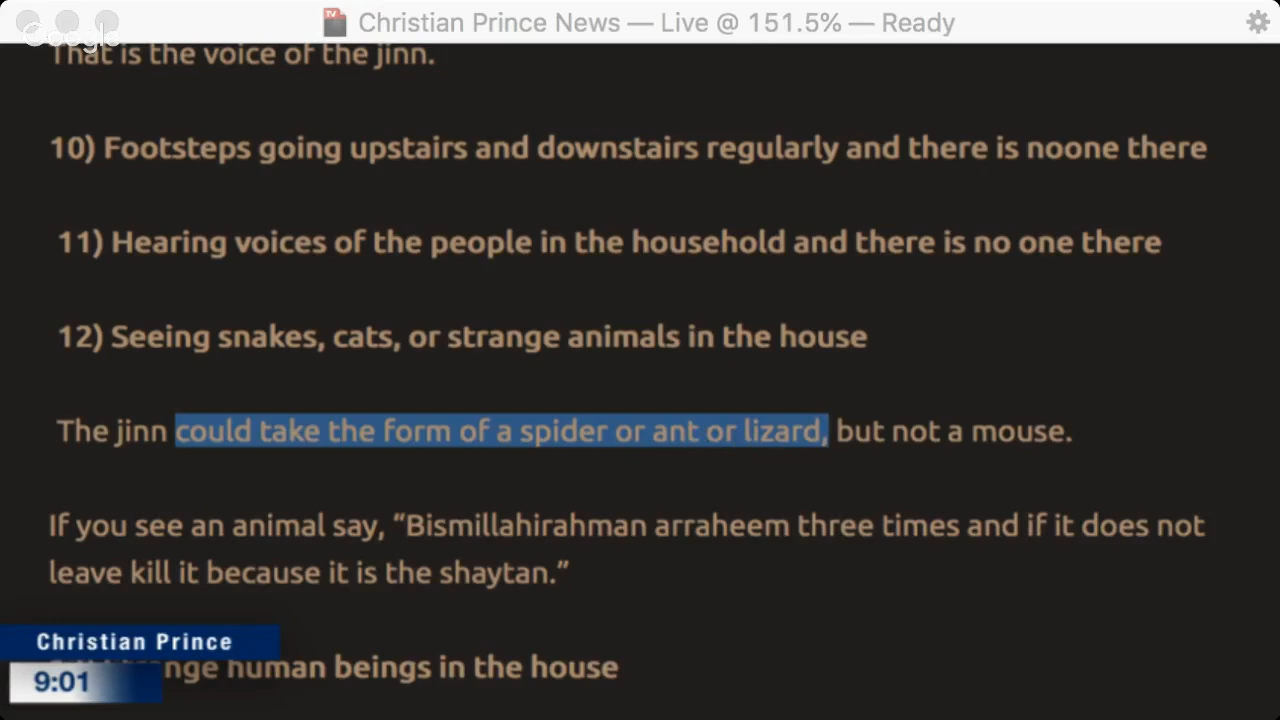 Christian Prince News — Live @ 151.5% — Ready
Google
That is the voice of the jinn.
10) Footsteps going upstairs and downstairs regularly and there is noone there
11) Hearing voices of the people in the household and there is no one there
12) Seeing snakes, cats, or strange animals in the house
The jinn could take the form of a spider or ant or lizard, but not a mouse.
If you see an animal say, “Bismillahirahman arraheem three times and if it does not
leave kill it because it is the shaytan.”
Christian Prince
human beings in the house
9:01